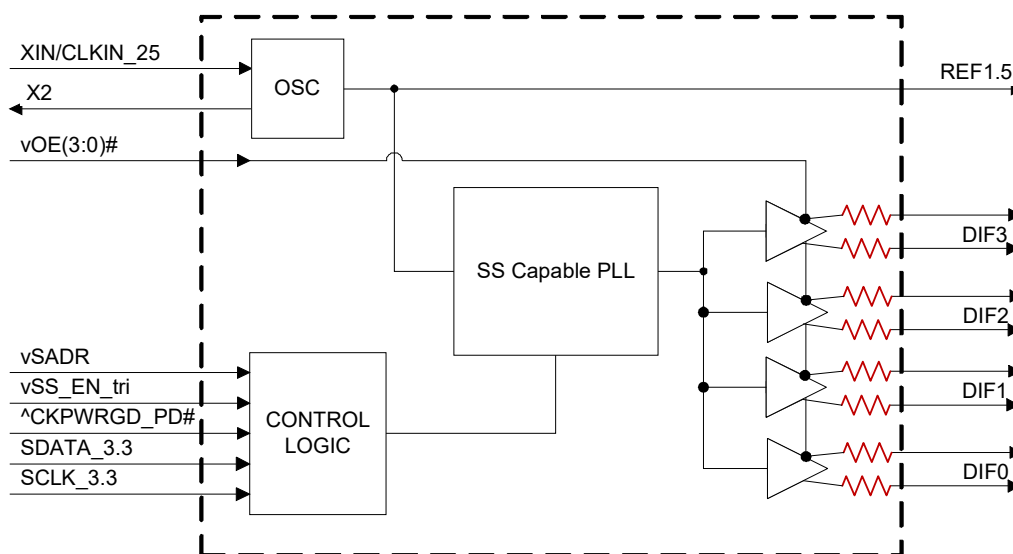 XIN/CLKIN_25
X2
vOE(3:0)#
OSC
REF1.5
SS Capable PLL
DIF3
DIF2
DIF1
DIF0
vSADR
vSS_EN_tri
^CKPWRGD_PD#
SDATA_3.3
SCLK_3.3
CONTROL
LOGIC